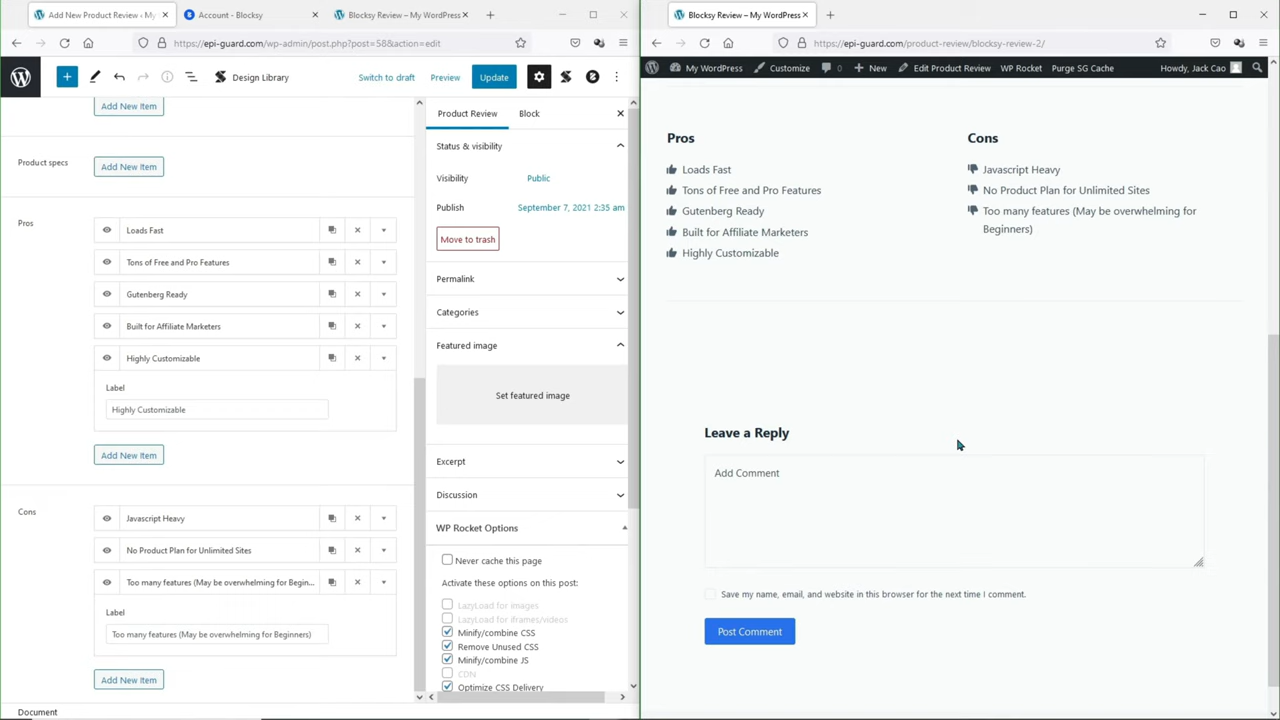 Add New Product Review ‹ M
Account - Blocksy
Blocksy Review – My WordPress
https://epi-guard.com/wp-admin/post.php?post=58&action=edit
Design Library
Switch to draft
Preview
Update
Add New Item
Product specs
Add New Item
Pros
Loads Fast
Tons of Free and Pro Features
Gutenberg Ready
Built for Affiliate Marketers
Highly Customizable
Label
Highly Customizable
Add New Item
Cons
Javascript Heavy
No Product Plan for Unlimited Sites
Too many features (May be overwhelming for Begin...
Label
Too many features (May be overwhelming for Beginners)
Add New Item
Document
Product Review
Block
Status & visibility
Visibility
Public
Publish
September 7, 2021 2:35 am
Move to trash
Permalink
Categories
Featured image
Set featured image
Excerpt
Discussion
WP Rocket Options
Never cache this page
Activate these options on this post:
LazyLoad for images
LazyLoad for iframes/videos
Minify/combine CSS
Remove Unused CSS
Minify/combine JS
CDN
Optimize CSS Delivery
Blocksy Review – My WordPress
https://epi-guard.com/product-review/blocksy-review-2/
My WordPress
Customize
0
New
Edit Product Review
WP Rocket
Purge SG Cache
Howdy, Jack Cao
Pros
Loads Fast
Tons of Free and Pro Features
Gutenberg Ready
Built for Affiliate Marketers
Highly Customizable
Cons
Javascript Heavy
No Product Plan for Unlimited Sites
Too many features (May be overwhelming for
Beginners)
Leave a Reply
Add Comment
Save my name, email, and website in this browser for the next time I comment.
Post Comment